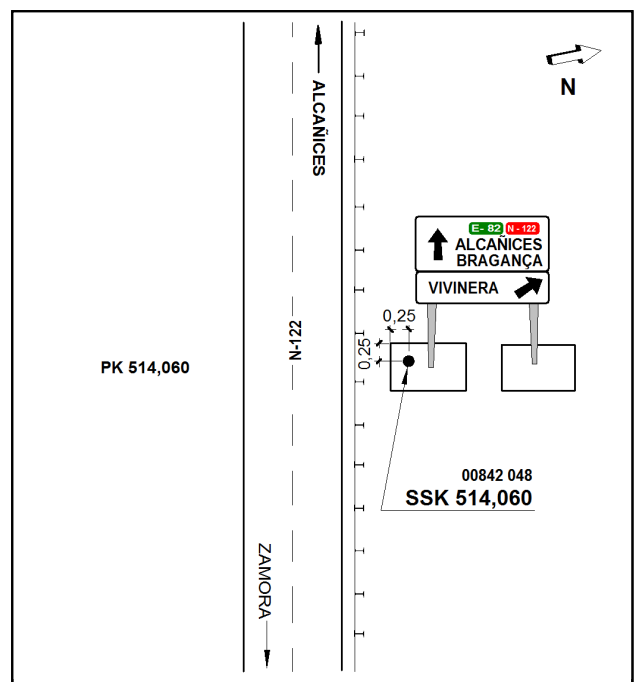 ALCAÑICES
N
E- 82 N - 122
ALCAÑICES
BRAGANÇA
VIVINERA
0,25
0,25
N-122
PK 514,060
00842 048
SSK 514,060
ZAMORA